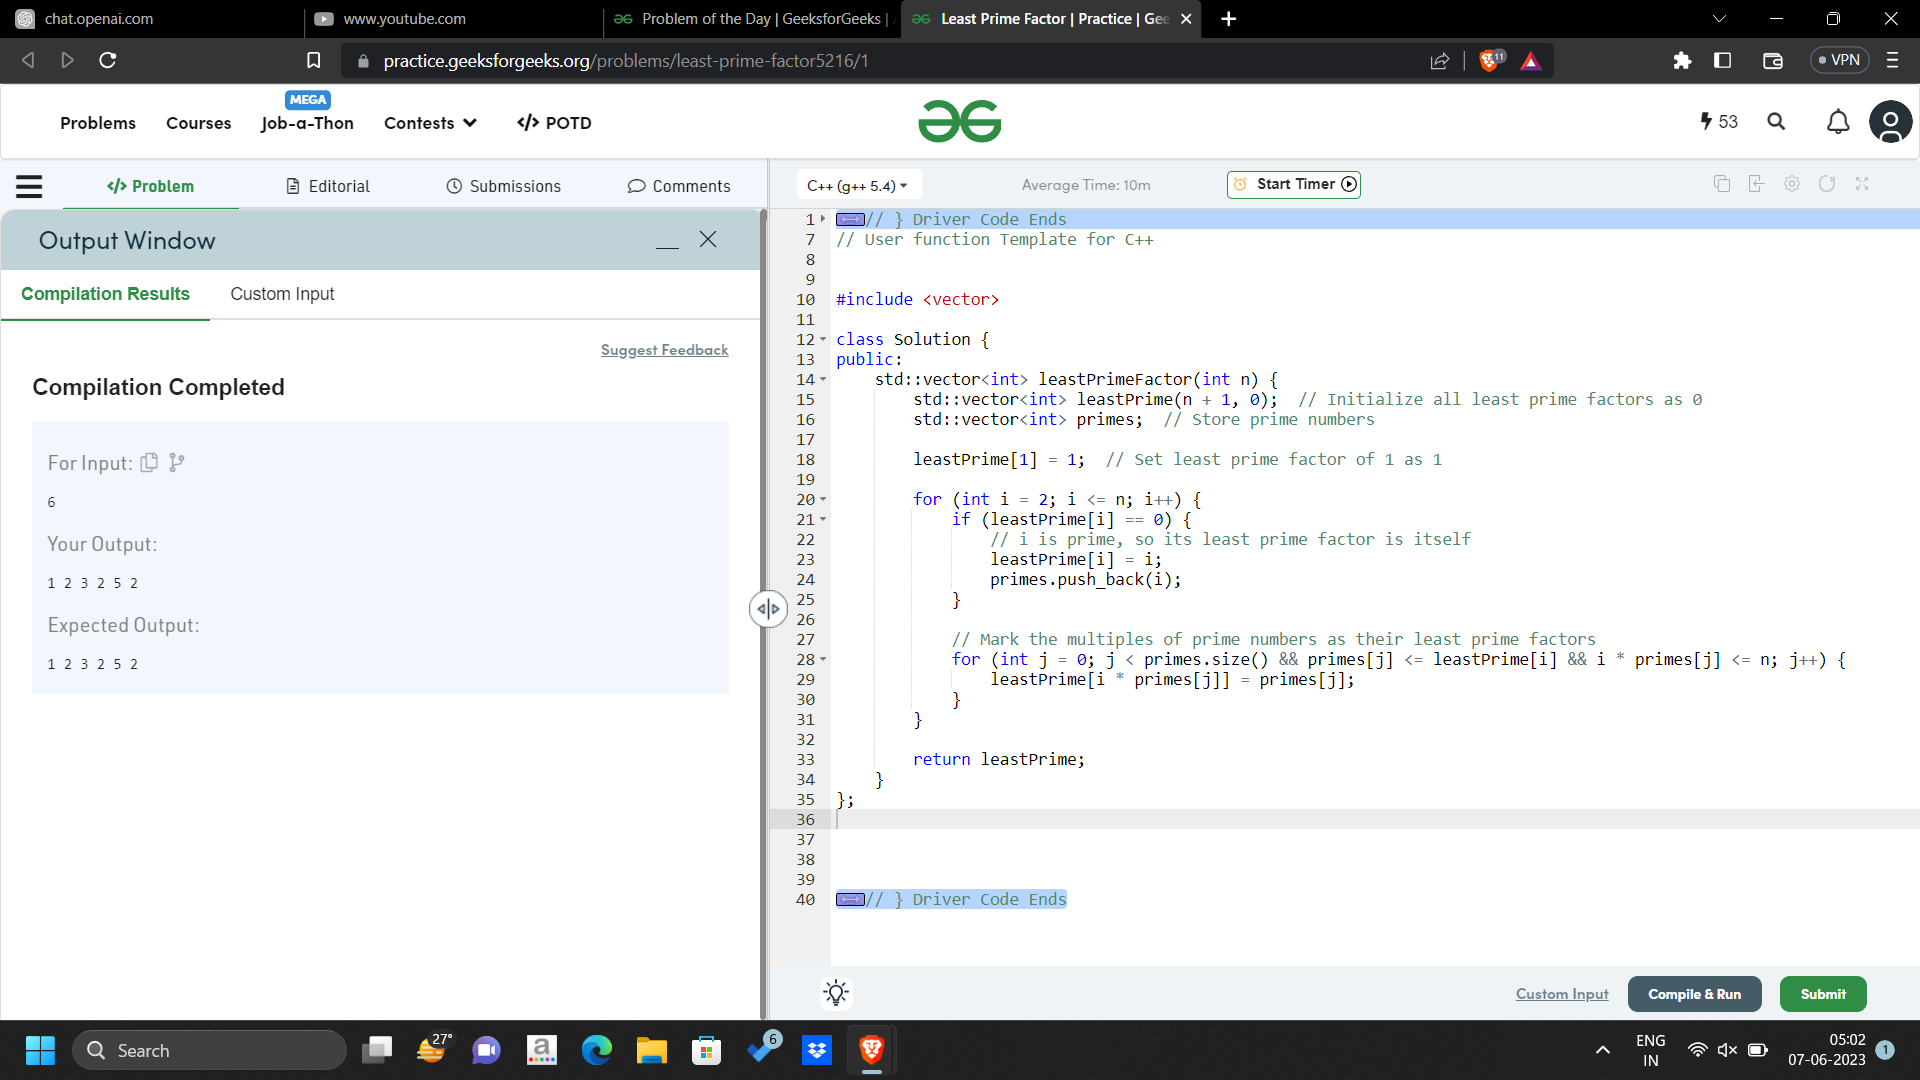 chat.openai.com
www.youtube.com
Problem of the Day | GeeksforGeeks |
Least Prime Factor | Practice | Gee
practice.geeksforgeeks.org/problems/least-prime-factor5216/1
11
VPN
Problems
Courses
MEGA
Job-a-Thon
Contests
</> POTD
53
</> Problem
Editorial
Submissions
Comments
C++ (g++ 5.4)
Average Time: 10m
Start Timer
Output Window
Compilation Results
Custom Input
Suggest Feedback
Compilation Completed
For Input:
6
Your Output:
1 2 3 2 5 2
Expected Output:
1 2 3 2 5 2
1 // } Driver Code Ends
7 // User function Template for C++
8
9
10 #include <vector>
11
12 class Solution {
13 public:
14 std::vector<int> leastPrimeFactor(int n) {
15 std::vector<int> leastPrime(n + 1, 0);  // Initialize all least prime factors as 0
16 std::vector<int> primes;  // Store prime numbers
17
18 leastPrime[1] = 1;  // Set least prime factor of 1 as 1
19
20 for (int i = 2; i <= n; i++) {
21 if (leastPrime[i] == 0) {
22 // i is prime, so its least prime factor is itself
23 leastPrime[i] = i;
24 primes.push_back(i);
25 }
26
27 // Mark the multiples of prime numbers as their least prime factors
28 for (int j = 0; j < primes.size() && primes[j] <= leastPrime[i] && i * primes[j] <= n; j++) {
29 leastPrime[i * primes[j]] = primes[j];
30 }
31 }
32
33 return leastPrime;
34 }
35 };
36
37
38
39
40 // } Driver Code Ends
Custom Input
Compile & Run
Submit
Search
27°
a
6
ENG
IN
05:02
07-06-2023
1